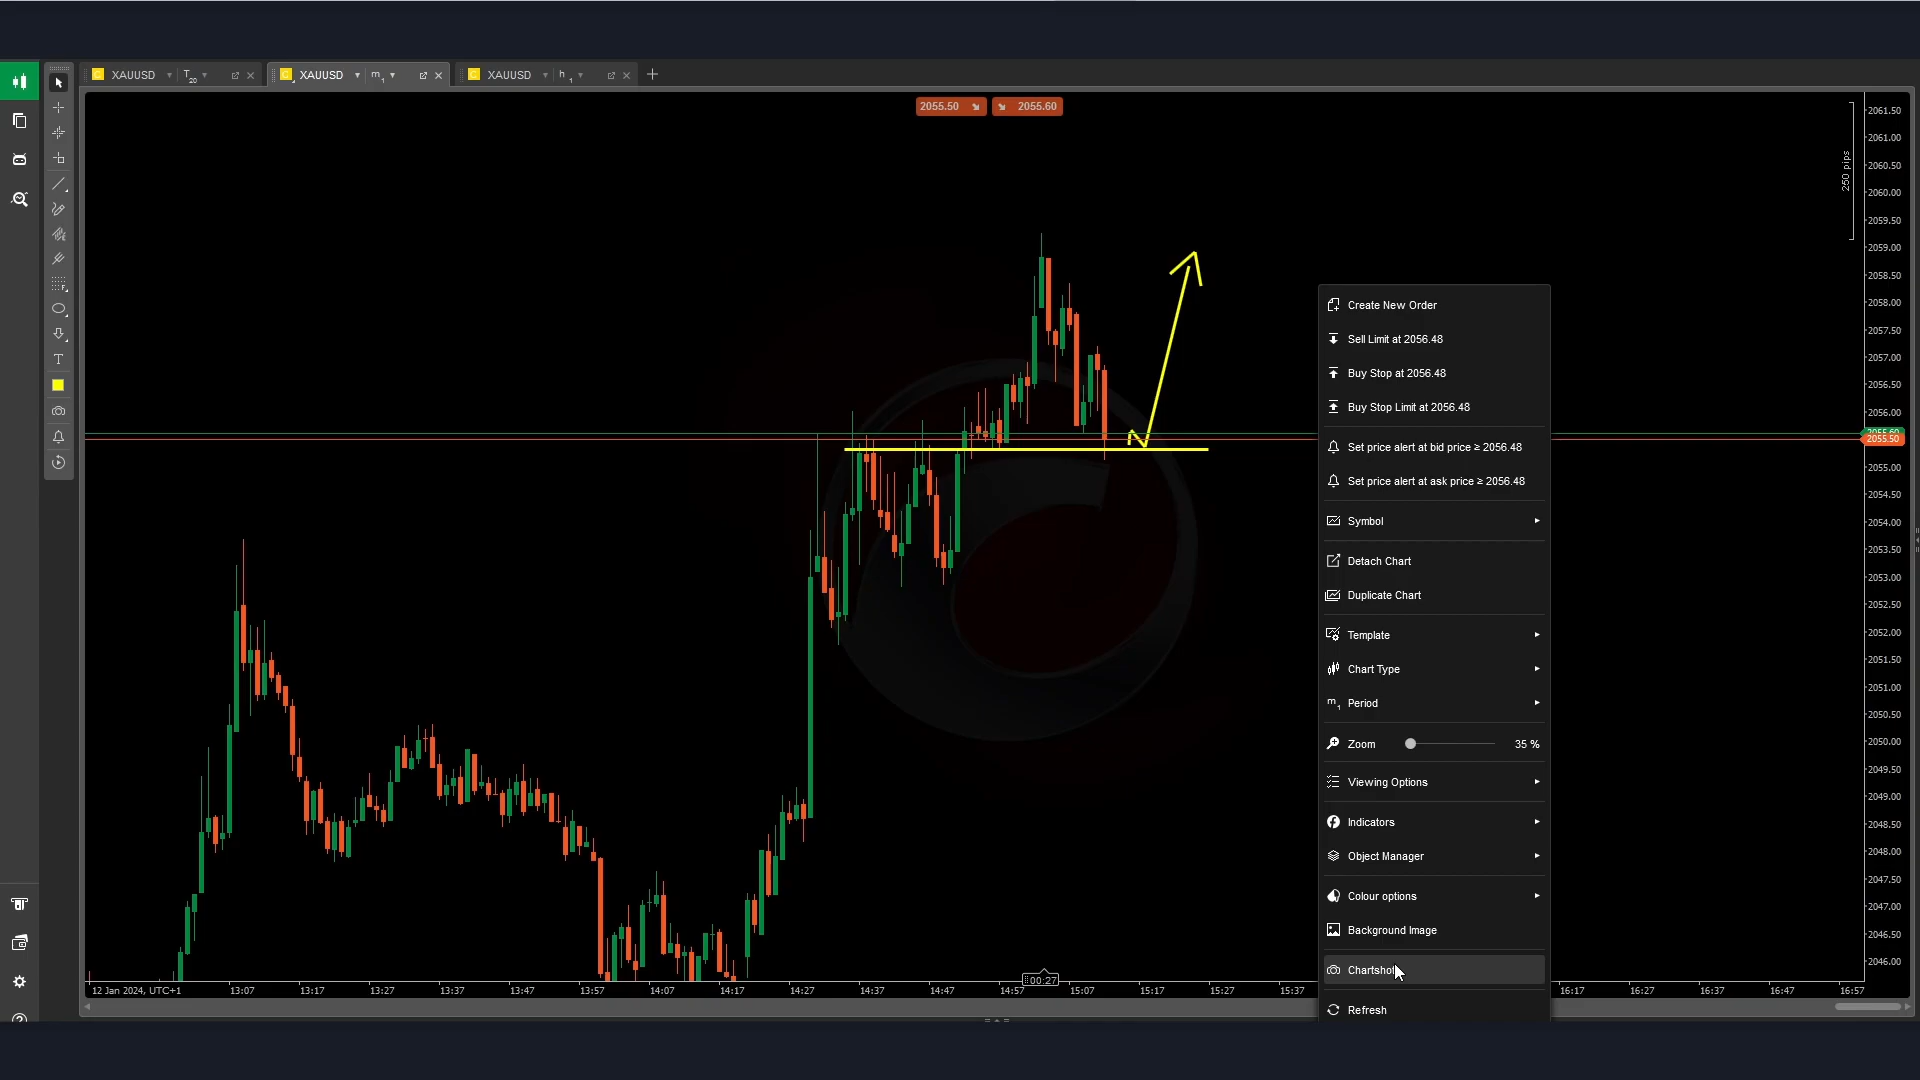 XAUUSD T20
XAUUSD m1
XAUUSD h1
2055.50 2055.60
250 pips
2061.50
2061.00
2060.50
2060.00
2059.50
2059.00
2058.50
2058.00
2057.50
2057.00
2056.50
2056.00
2055.60
2055.50
2055.00
2054.50
2054.00
2053.50
2053.00
2052.50
2052.00
2051.50
2051.00
2050.50
2050.00
2049.50
2049.00
2048.50
2048.00
2047.50
2047.00
2046.50
2046.00
Create New Order
Sell Limit at 2056.48
Buy Stop at 2056.48
Buy Stop Limit at 2056.48
Set price alert at bid price ≥ 2056.48
Set price alert at ask price ≥ 2056.48
Symbol
Detach Chart
Duplicate Chart
Template
Chart Type
m1 Period
Zoom 35 %
Viewing Options
Indicators
Object Manager
Colour options
Background Image
Chartshot
Refresh
00:27
12 Jan 2024, UTC+1 13:07 13:17 13:27 13:37 13:47 13:57 14:07 14:17 14:27 14:37 14:47 14:57 15:07 15:17 15:27 15:37 16:17 16:27 16:37 16:47 16:57